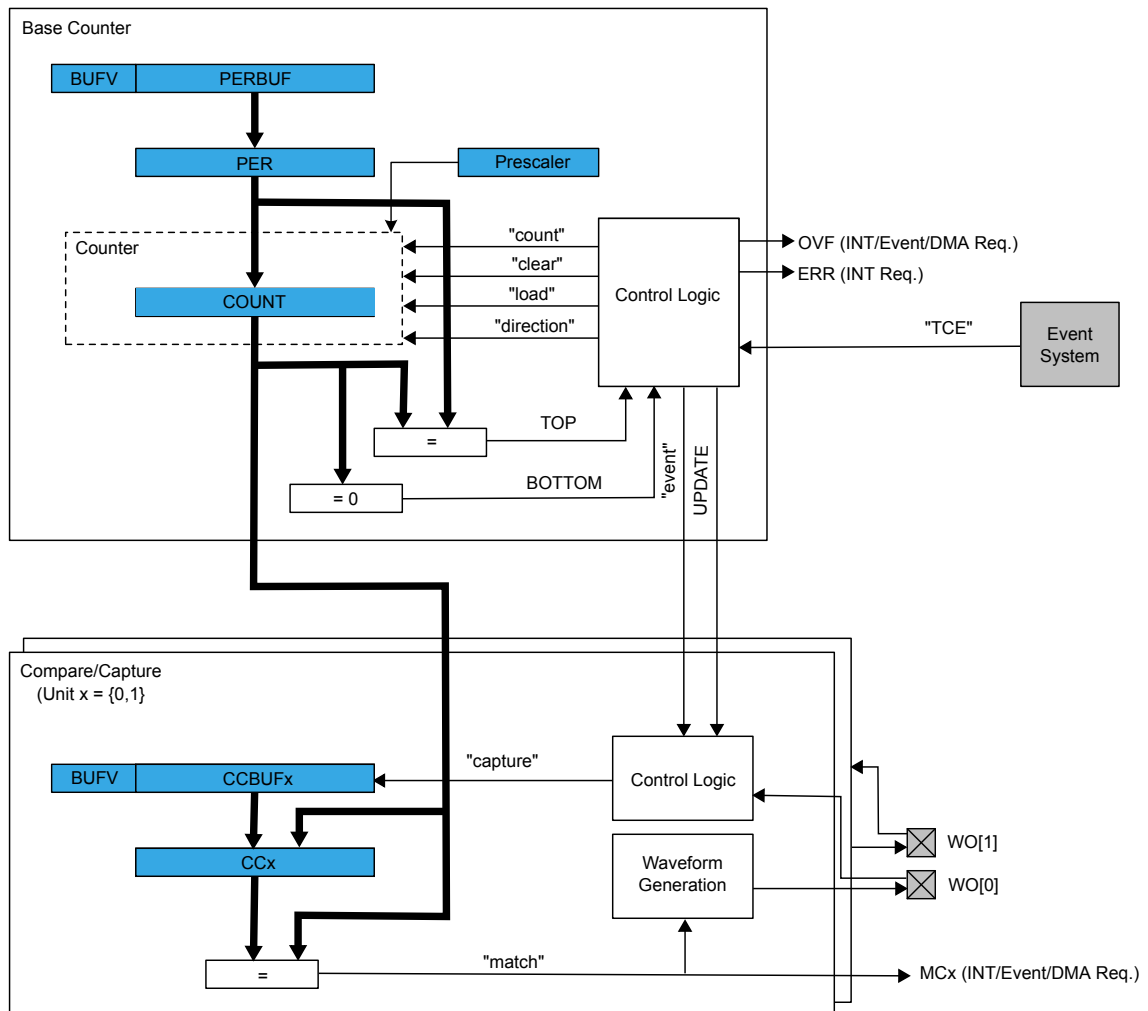 Base Counter
BUFV
PERBUF
PER
Prescaler
Counter
COUNT
"count"
"clear"
"load"
"direction"
Control Logic
OVF (INT/Event/DMA Req.)
ERR (INT Req.)
"TCE"
Event
System
=
TOP
= 0
BOTTOM
"event"
UPDATE
Compare/Capture
(Unit x = {0,1}
BUFV
CCBUFx
"capture"
Control Logic
CCx
Waveform
Generation
WO[1]
WO[0]
=
"match"
MCx (INT/Event/DMA Req.)